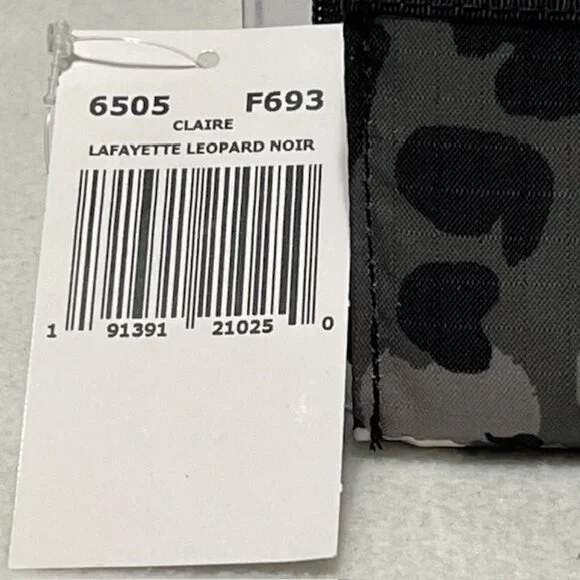 6505 F693
CLAIRE
LAFAYETTE LEOPARD NOIR
1 91391 21025 0